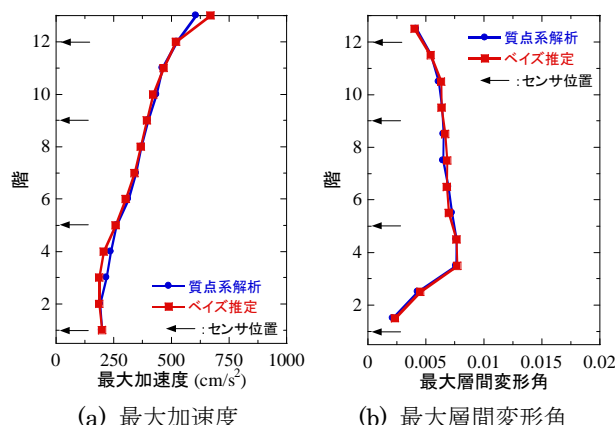 12
10
8
6
4
2
階
質点系解析
ベイズ推定
：センサ位置
0 250 500 750 1000
最大加速度 (cm/s²)
(a) 最大加速度
12
10
8
6
4
2
階
質点系解析
ベイズ推定
：センサ位置
0 0.005 0.01 0.015 0.02
最大層間変形角
(b) 最大層間変形角